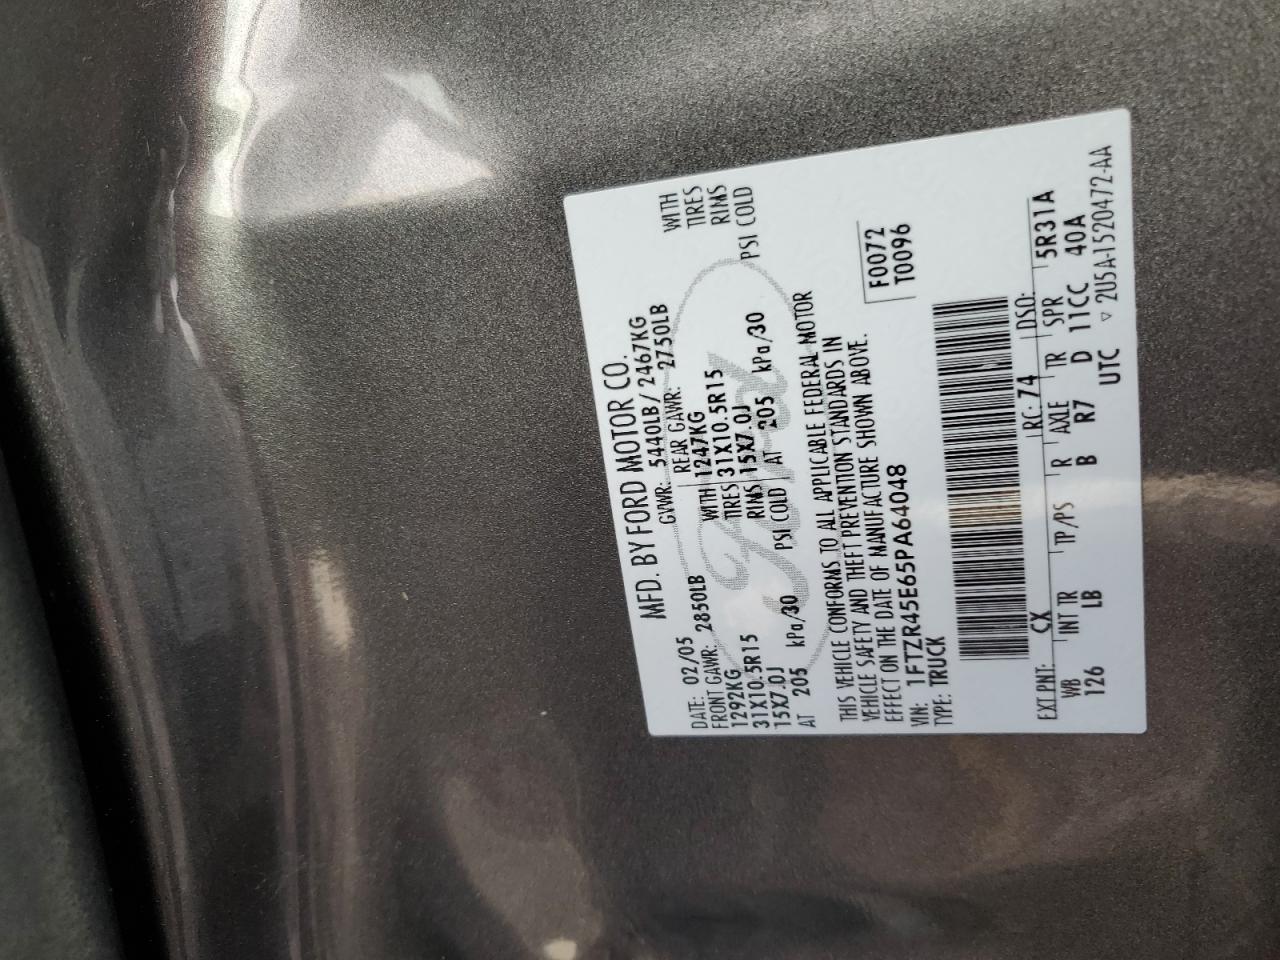 MFD. BY FORD MOTOR CO.
DATE: 02/05 GVWR: 5440LB/ 2467KG
FRONT GAWR: 2850LB REAR GAWR: 2750LB
1292KG WITH 1247KG WITH
31X10.5R15 TIRES 31X10.5R15 TIRES
15X7.0J RIMS 15X7.0J RIMS
AT 205 kPa/30 PSI COLD AT 205 kPa/30 PSI COLD
THIS VEHICLE CONFORMS TO ALL APPLICABLE FEDERAL MOTOR
VEHICLE SAFETY AND THEFT PREVENTION STANDARDS IN
EFFECT ON THE DATE OF MANUFACTURE SHOWN ABOVE.
VIN: 1FTZR45E65PA64048 F0072
TYPE: TRUCK T0096
EXT PNT: CX RC: 74 DSO:
WB INT TR TP/PS R AXLE TR SPR 5R31A
126 LB B R7 D 11CC 40A
UTC ▽ 2U5A-1520472-AA
Ford